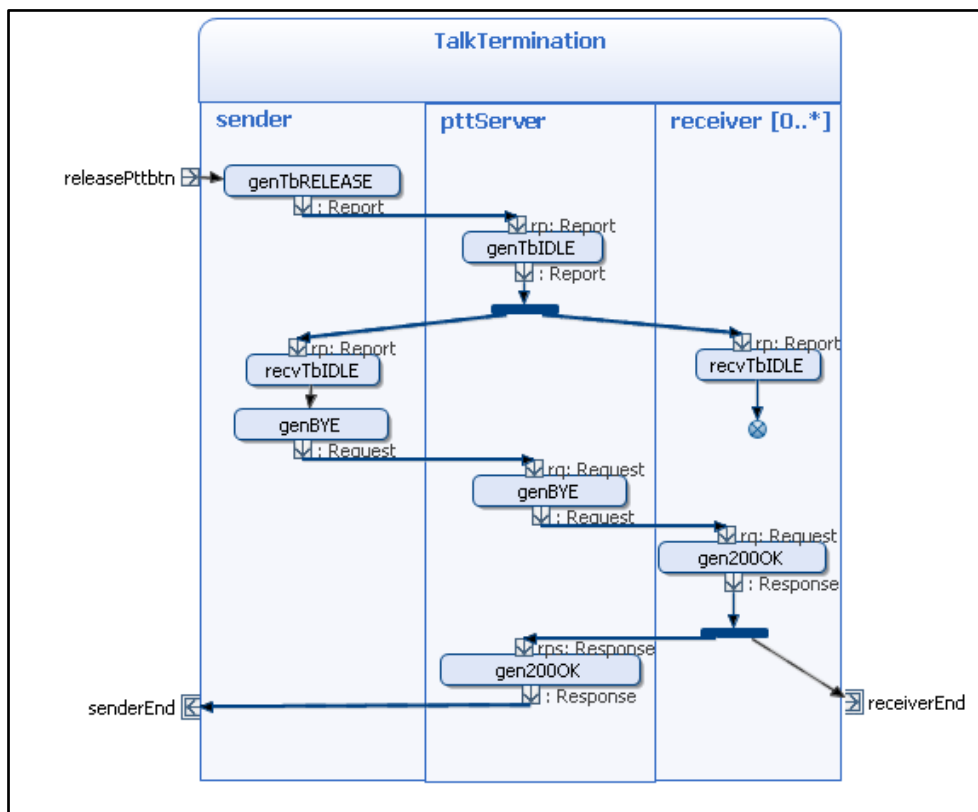 TalkTermination
sender
pttServer
receiver [0..*]
releasePttbtn
genTbRELEASE
: Report
rp: Report
genTbIDLE
: Report
rp: Report
rp: Report
recvTbIDLE
recvTbIDLE
genBYE
: Request
rq: Request
genBYE
: Request
rq: Request
gen200OK
: Response
rps: Response
gen200OK
: Response
senderEnd
receiverEnd